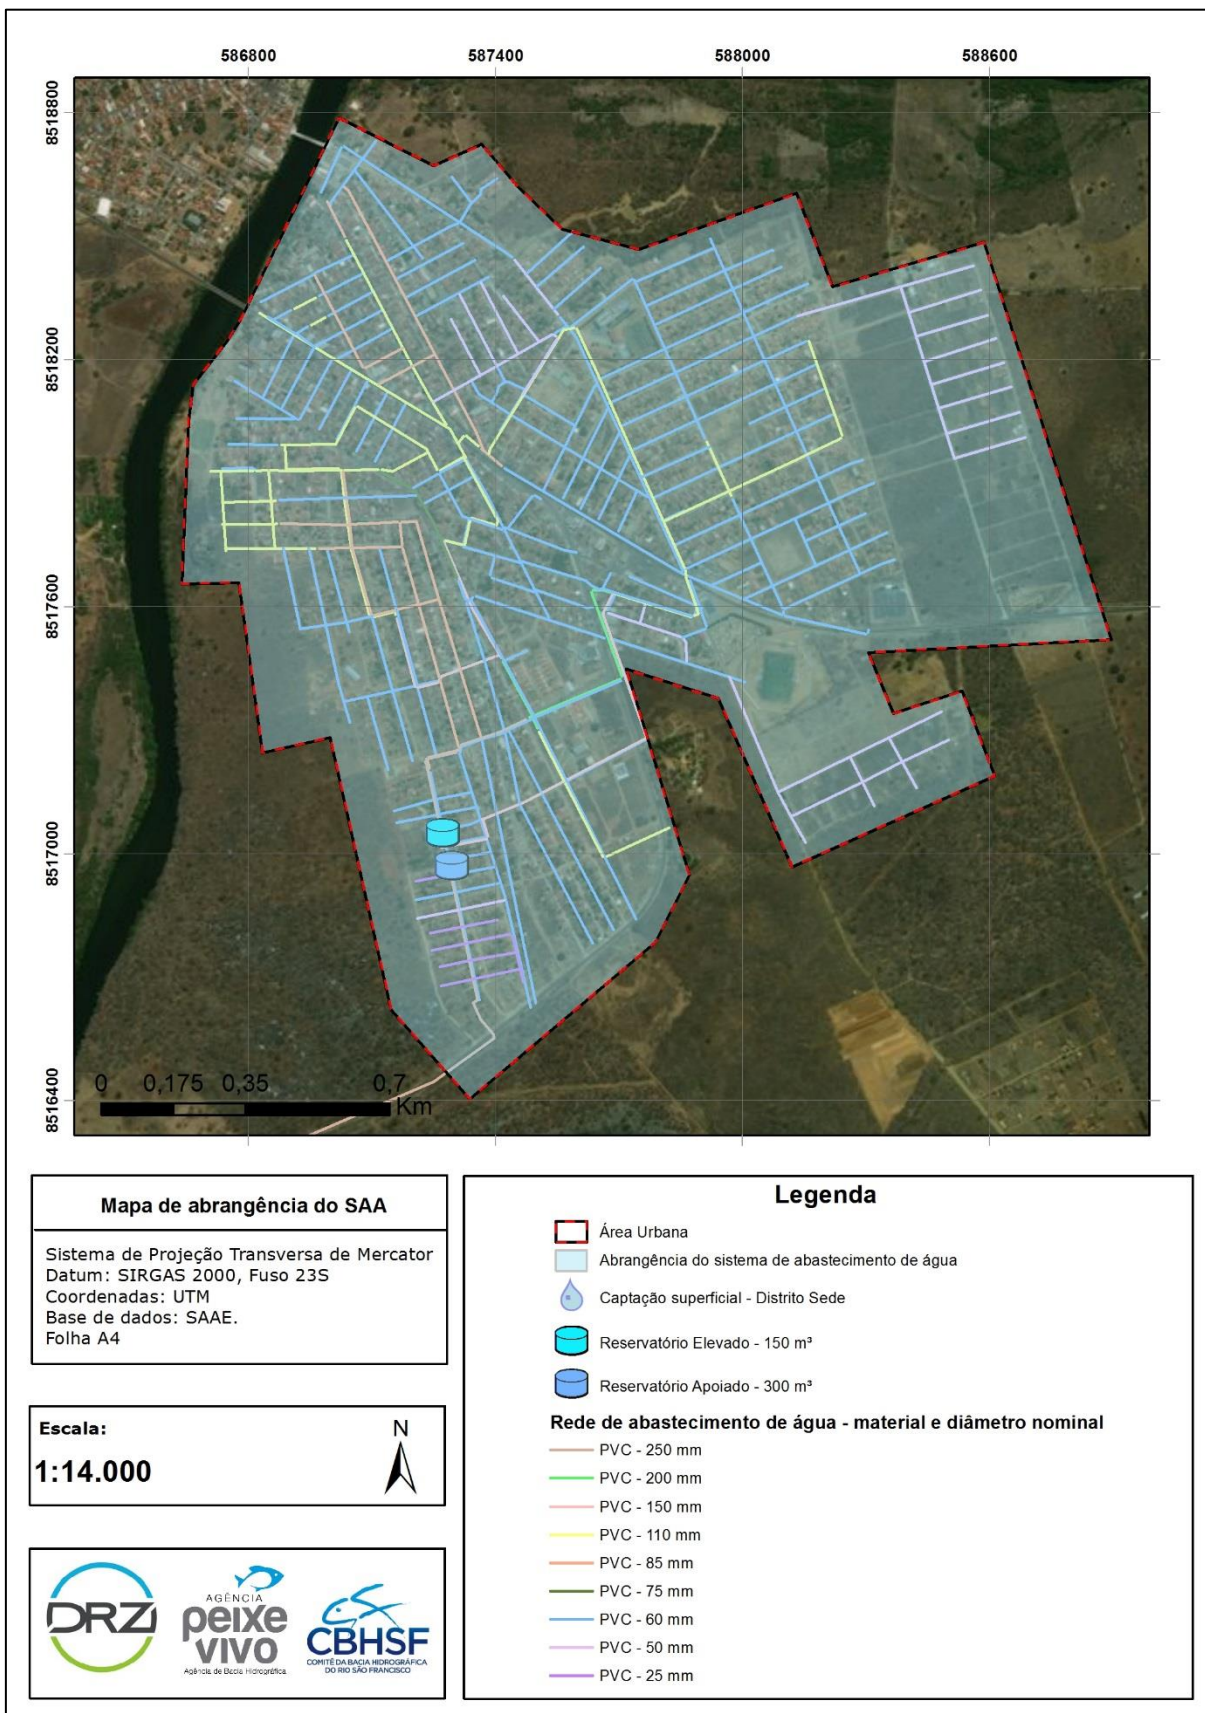 586800 587400 588000 588600
8518800
8518200
8517600
8517000
8516400
0 0,175 0,35 0,7
Km
Mapa de abrangência do SAA
Sistema de Projeção Transversa de Mercator
Datum: SIRGAS 2000, Fuso 23S
Coordenadas: UTM
Base de dados: SAAE.
Folha A4
Escala:
1:14.000
N
DRZ
AGÊNCIA
peixe
vivo
Agência de Bacia Hidrográfica
CBHSF
COMITÊ DA BACIA HIDROGRÁFICA
DO RIO SÃO FRANCISCO
Legenda
Área Urbana
Abrangência do sistema de abastecimento de água
Captação superficial - Distrito Sede
Reservatório Elevado - 150 m³
Reservatório Apoiado - 300 m³
Rede de abastecimento de água - material e diâmetro nominal
PVC - 250 mm
PVC - 200 mm
PVC - 150 mm
PVC - 110 mm
PVC - 85 mm
PVC - 75 mm
PVC - 60 mm
PVC - 50 mm
PVC - 25 mm